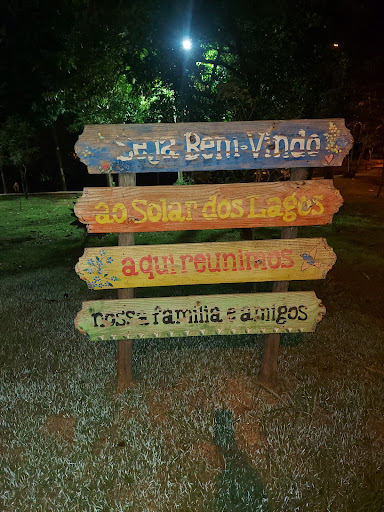 Seja Bem-Vindo
ao Solar dos Lagos
aqui reunimos
nossa família e amigos